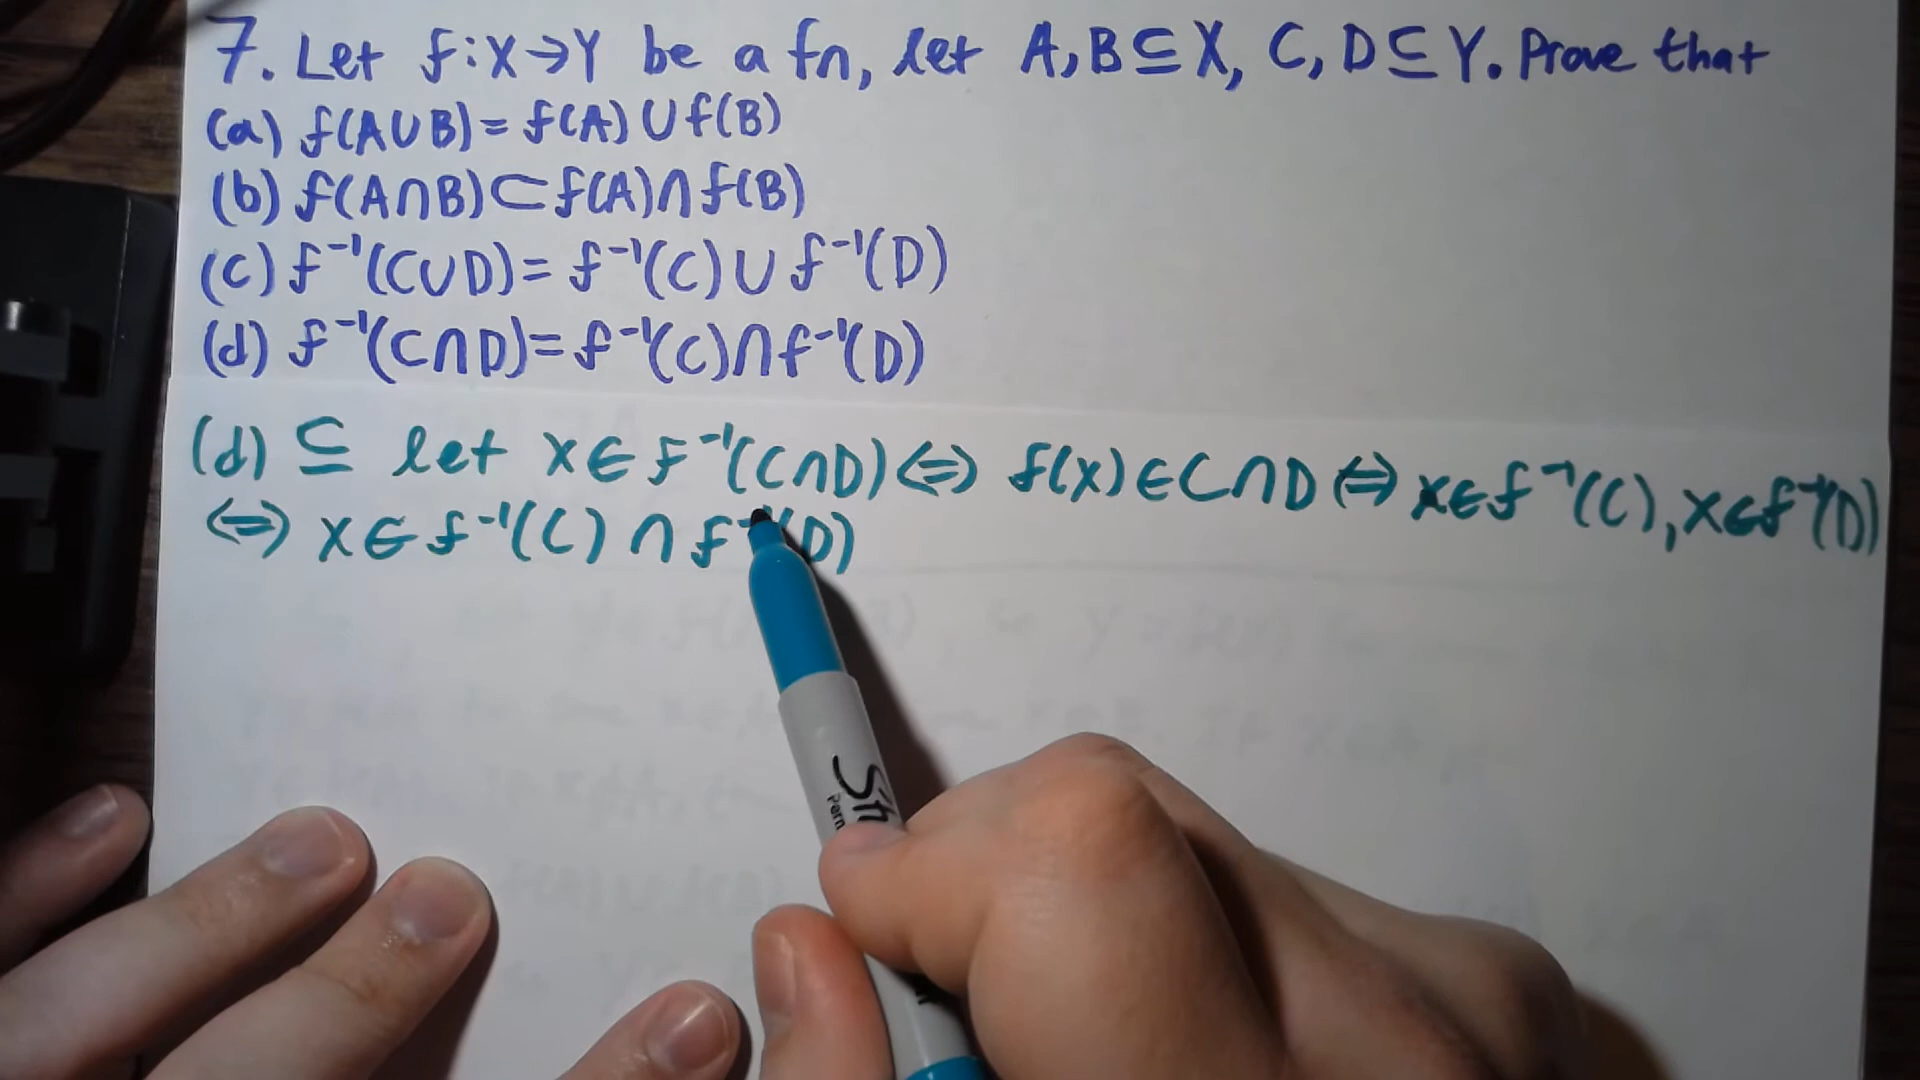 7. Let f:X→Y be a fn, let A,B⊆X, C,D⊆Y. Prove that
(a) f(A∪B)=f(A)∪f(B)
(b) f(A∩B)⊂f(A)∩f(B)
(c) f⁻¹(C∪D)=f⁻¹(C)∪f⁻¹(D)
(d) f⁻¹(C∩D)=f⁻¹(C)∩f⁻¹(D)
(d) ⊆ let x∈f⁻¹(C∩D)⇔ f(x)∈C∩D⇔ x∈f⁻¹(C), x∈f⁻¹(D)
⇔ x∈f⁻¹(C)∩f⁻¹(D)